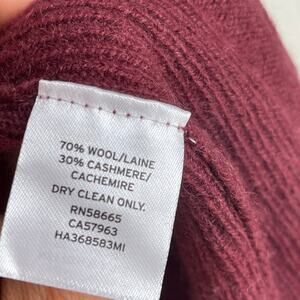 70% WOOL/LAINE
30% CASHMERE/
CACHEMIRE
DRY CLEAN ONLY.
RN58665
CA57963
HA368583MI